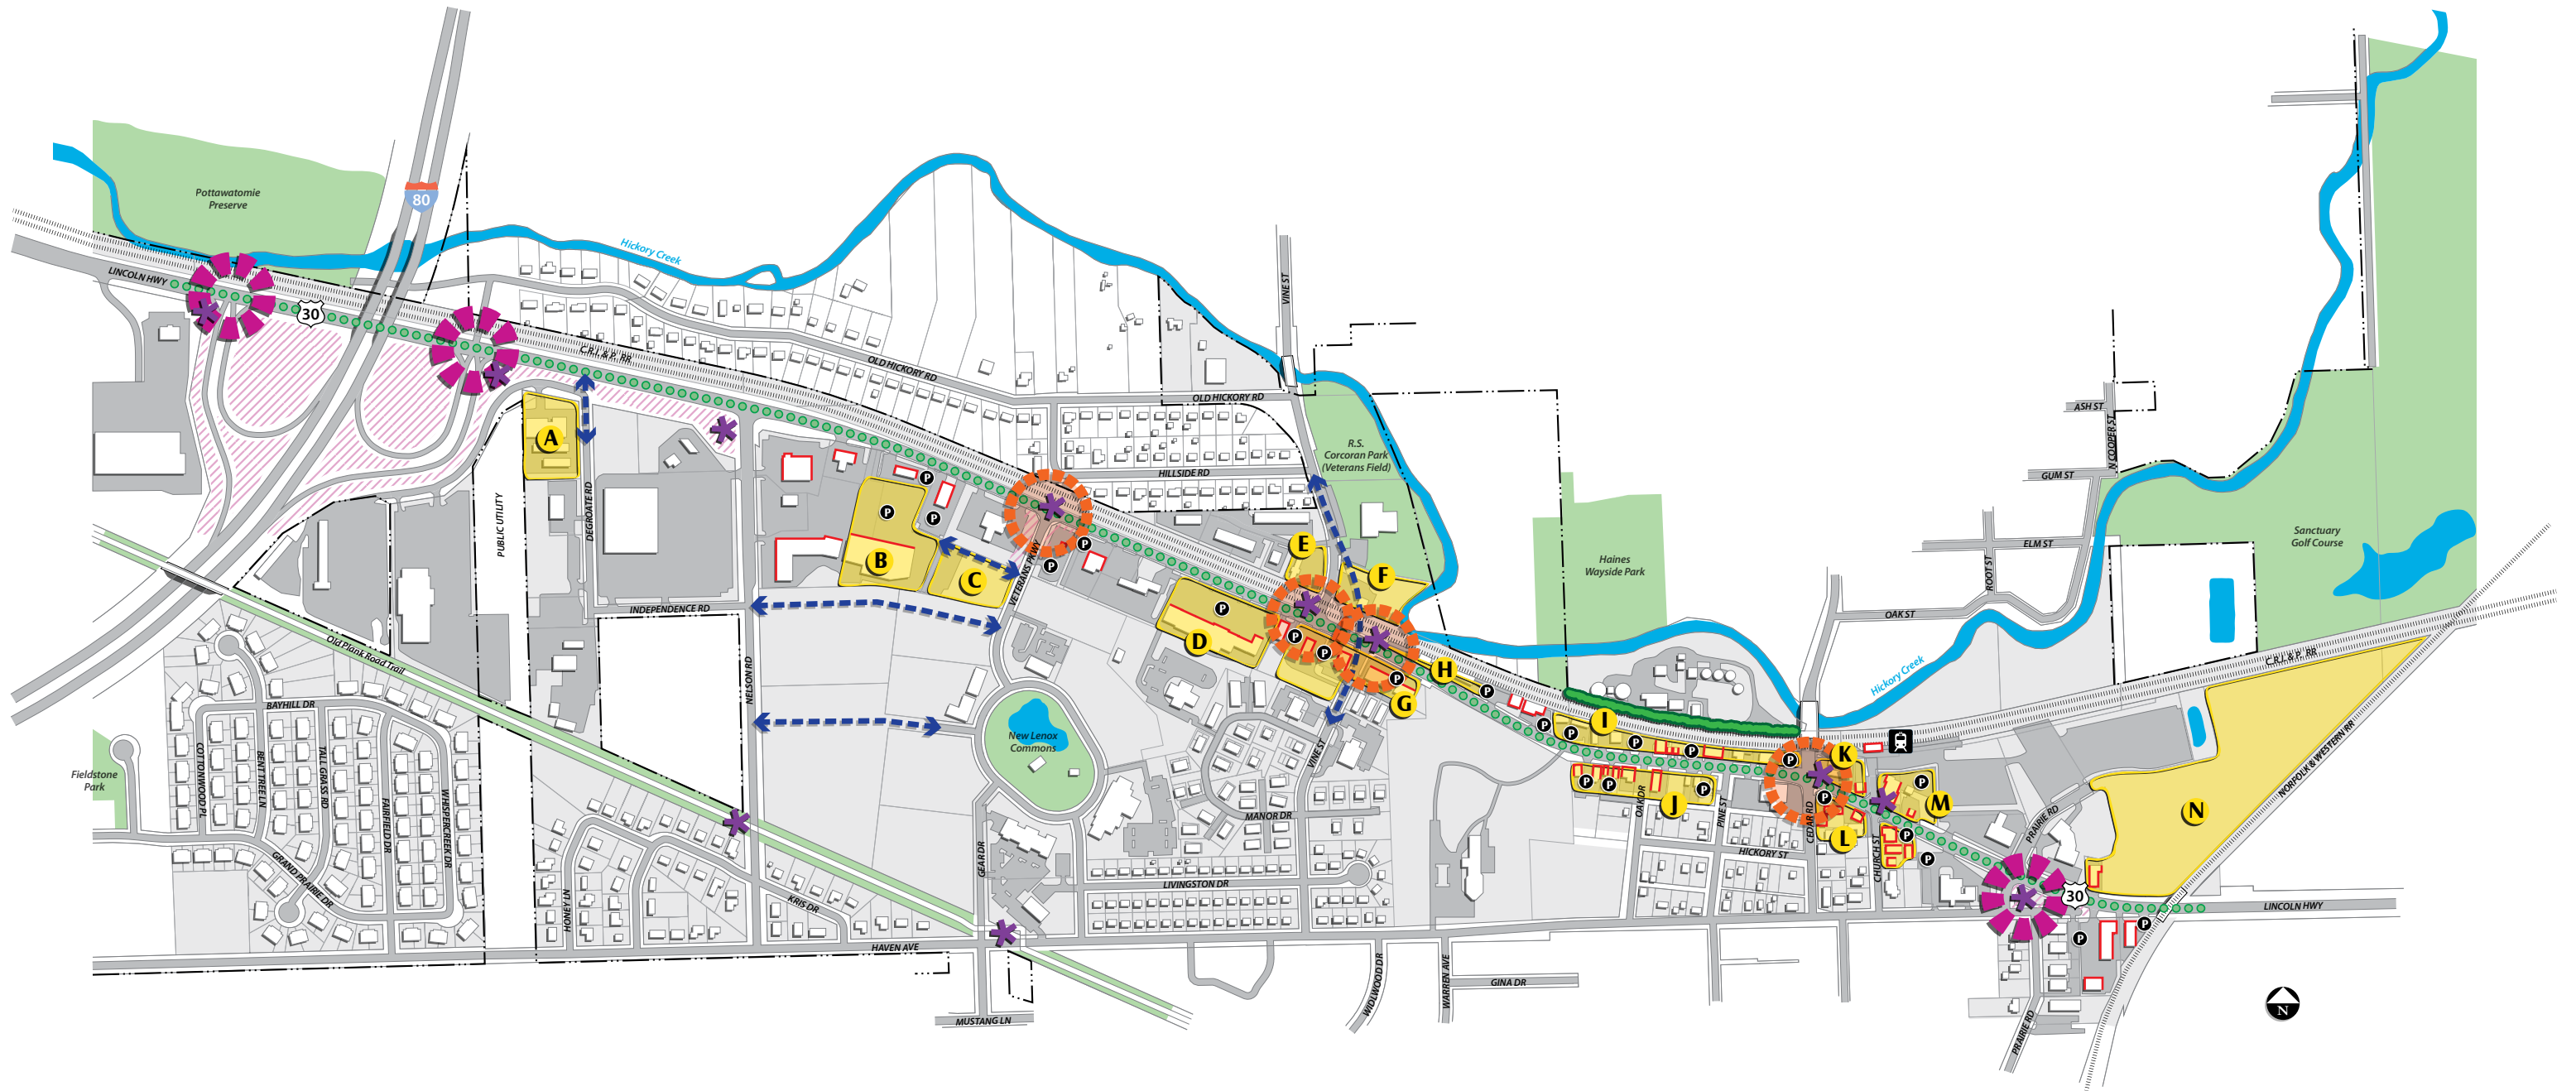 Pottawatomie
Preserve
80
Hickory Creek
LINCOLN HWY
30
C.R.I. & P. RR
OLD HICKORY RD
VINE ST
OLD HICKORY RD
A
PUBLIC UTILITY
DEGROATE RD
HILLSIDE RD
R.S.
Corcoran Park
(Veterans Field)
P
P
P
B
C
VETERANS PKWY
P
P
E
F
Haines
Wayside Park
ASH ST
N COOPER ST
GUM ST
ELM ST
ROOT ST
OAK ST
Sanctuary
Golf Course
INDEPENDENCE RD
P
D
P
P
P
G
H
P
Hickory Creek
C.R.I. & P. RR
Old Plank Road Trail
NELSON RD
BAYHILL DR
COTTONWOOD PL
BENT TREE LN
TALL GRASS RD
FAIRFIELD DR
WHISPERCREEK DR
GRAND PRAIRIE DR
Fieldstone
Park
New Lenox
Commons
VINE ST
P
P
I
P
P
P
K
P
P
J
P
OAK DR
PINE ST
CEDAR RD
P
L
CHURCH ST
P
M
P
P
PRAIRIE RD
N
NORFOLK & WESTERN RR
MANOR DR
HICKORY ST
LIVINGSTON DR
GEAR DR
HONEY LN
KRIS DR
HAVEN AVE
30
LINCOLN HWY
P
P
WIDLWOOD DR
WARREN AVE
GINA DR
MUSTANG LN
PRAIRIE RD
N